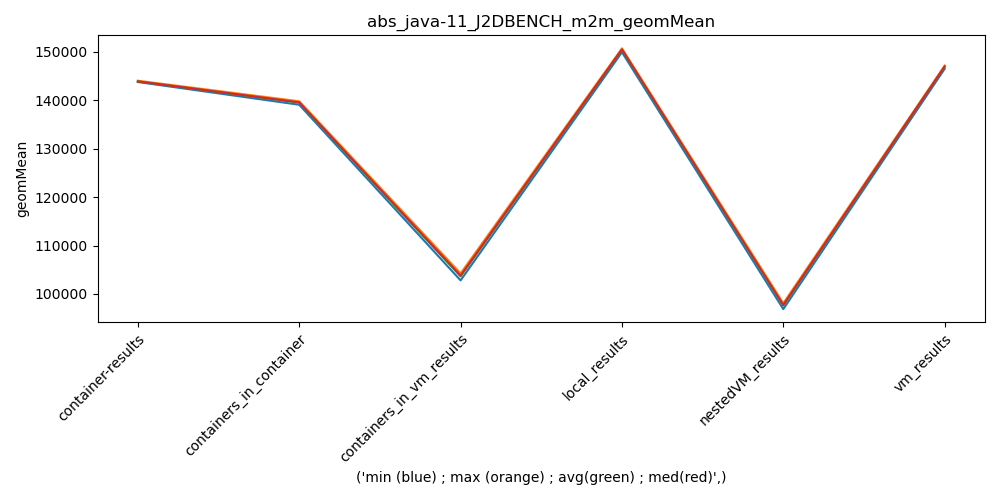 abs_java-11_J2DBENCH_m2m_geomMean
150000
140000
130000
120000
110000
100000
geomMean
container-results
containers_in_container
containers_in_vm_results
local_results
nestedVM_results
vm_results
('min (blue) ; max (orange) ; avg(green) ; med(red)',)